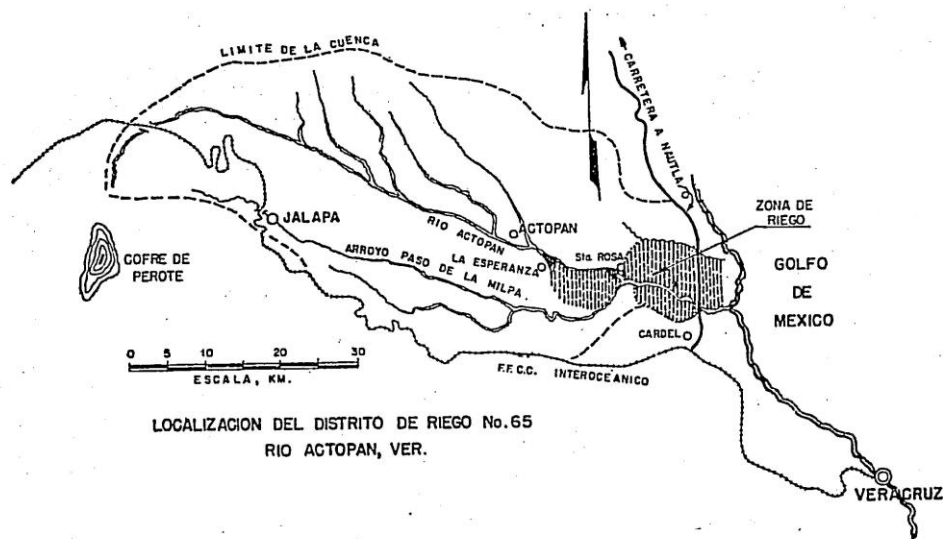 LIMITE DE LA CUENCA
CARRETERA A NAUTLA
ZONA DE
RIEGO
JALAPA
ACTOPAN
RIO ACTOPAN
LA ESPERANZA
Sta. ROSA
ARROYO PASO DE LA MILPA.
COFRE DE
PEROTE
GOLFO
DE
MEXICO
CARDEL
0 5 10 20 30
ESCALA, KM.
F.F.C.C. INTEROCEANICO
LOCALIZACION DEL DISTRITO DE RIEGO No.65
RIO ACTOPAN, VER.
VERACRUZ